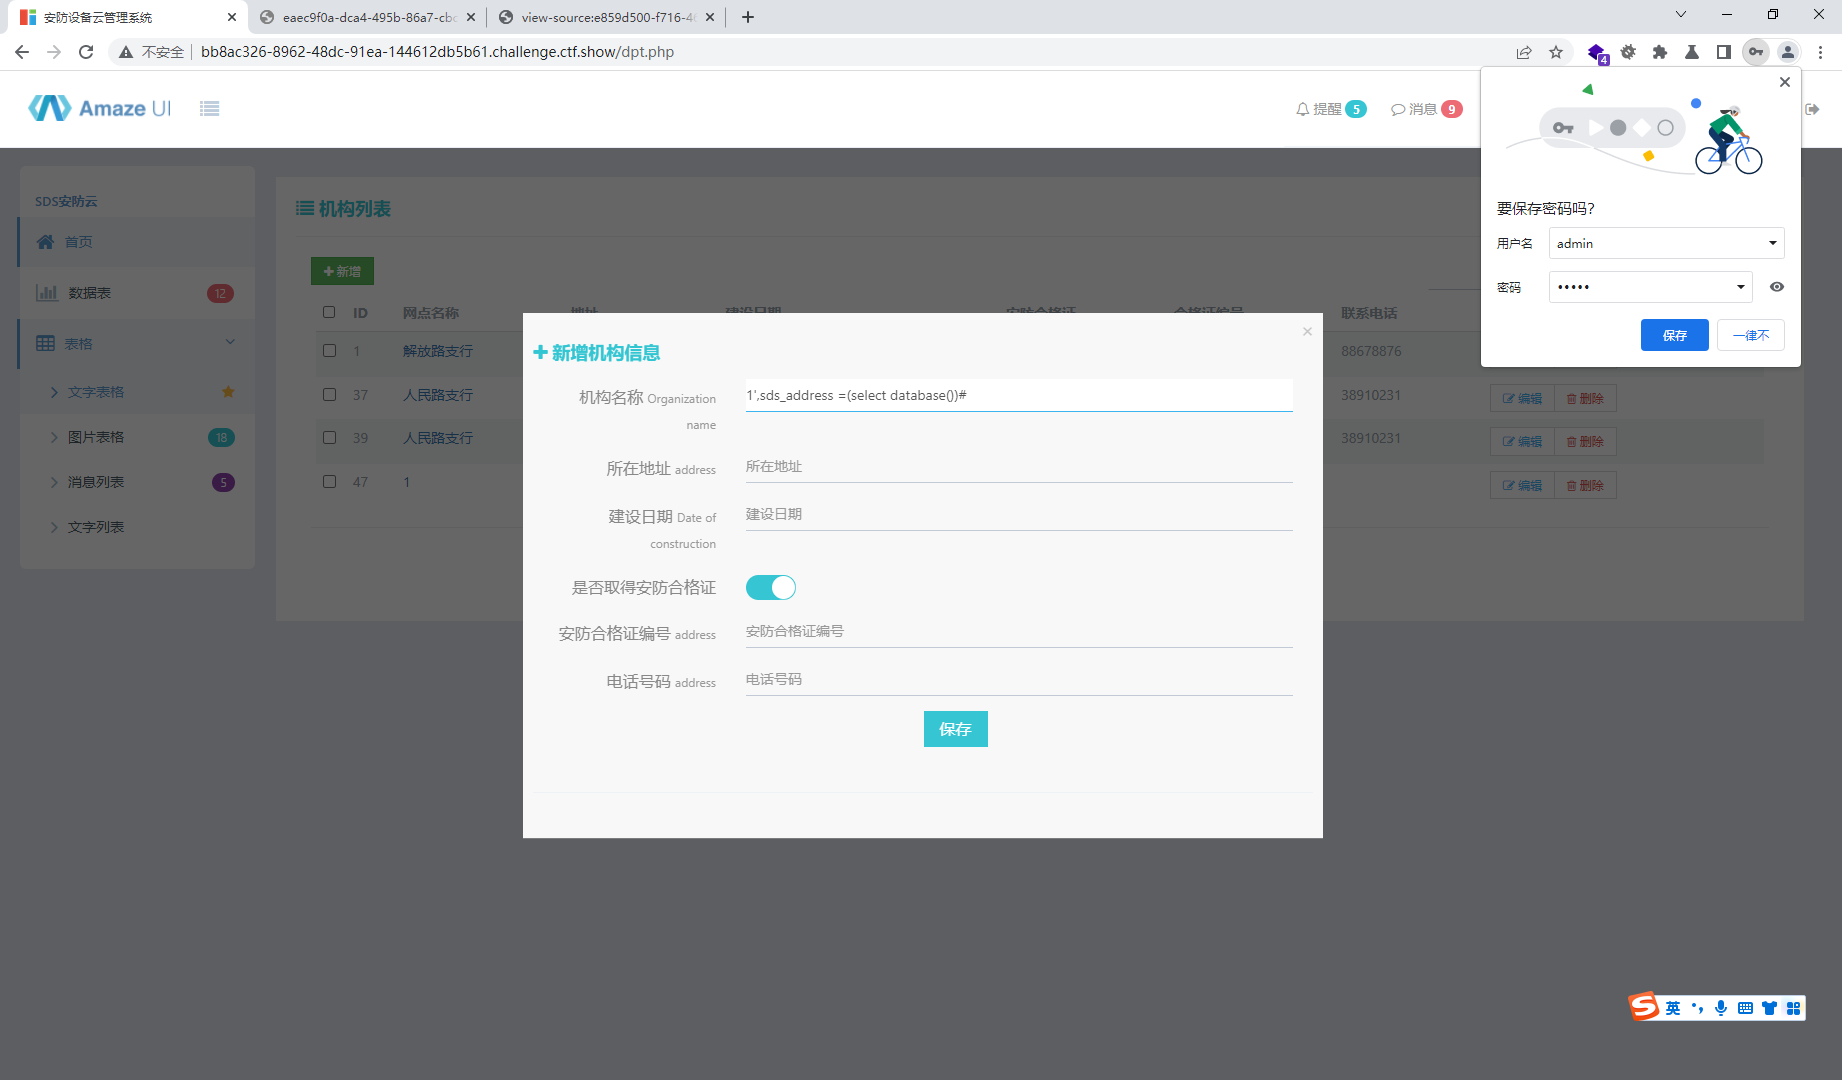 安防设备云管理系统
eaec9f0a-dca4-495b-86a7-cbc
view-source:e859d500-f716-46
不安全
bb8ac326-8962-48dc-91ea-144612db5b61.challenge.ctf.show/dpt.php
4
Amaze UI
提醒 5
消息 9
要保存密码吗?
用户名 admin
密码 •••••
保存 一律不
SDS安防云
首页
数据表 12
表格
文字表格
图片表格 18
消息列表 5
文字列表
机构列表
新增
ID 网点名称 地址 建设日期 安防合格证 合格证编号 联系电话
1 解放路支行 88678876
37 人民路支行 38910231 编辑 删除
39 人民路支行 38910231 编辑 删除
47 1 编辑 删除
新增机构信息
机构名称 Organization name
1',sds_address =(select database())#
所在地址 address 所在地址
建设日期 Date of construction 建设日期
是否取得安防合格证
安防合格证编号 address 安防合格证编号
电话号码 address 电话号码
保存
英